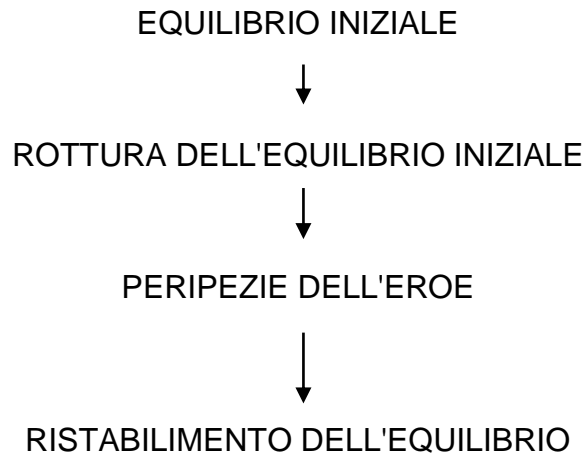 EQUILIBRIO INIZIALE
ROTTURA DELL'EQUILIBRIO INIZIALE
PERIPEZIE DELL'EROE
RISTABILIMENTO DELL'EQUILIBRIO